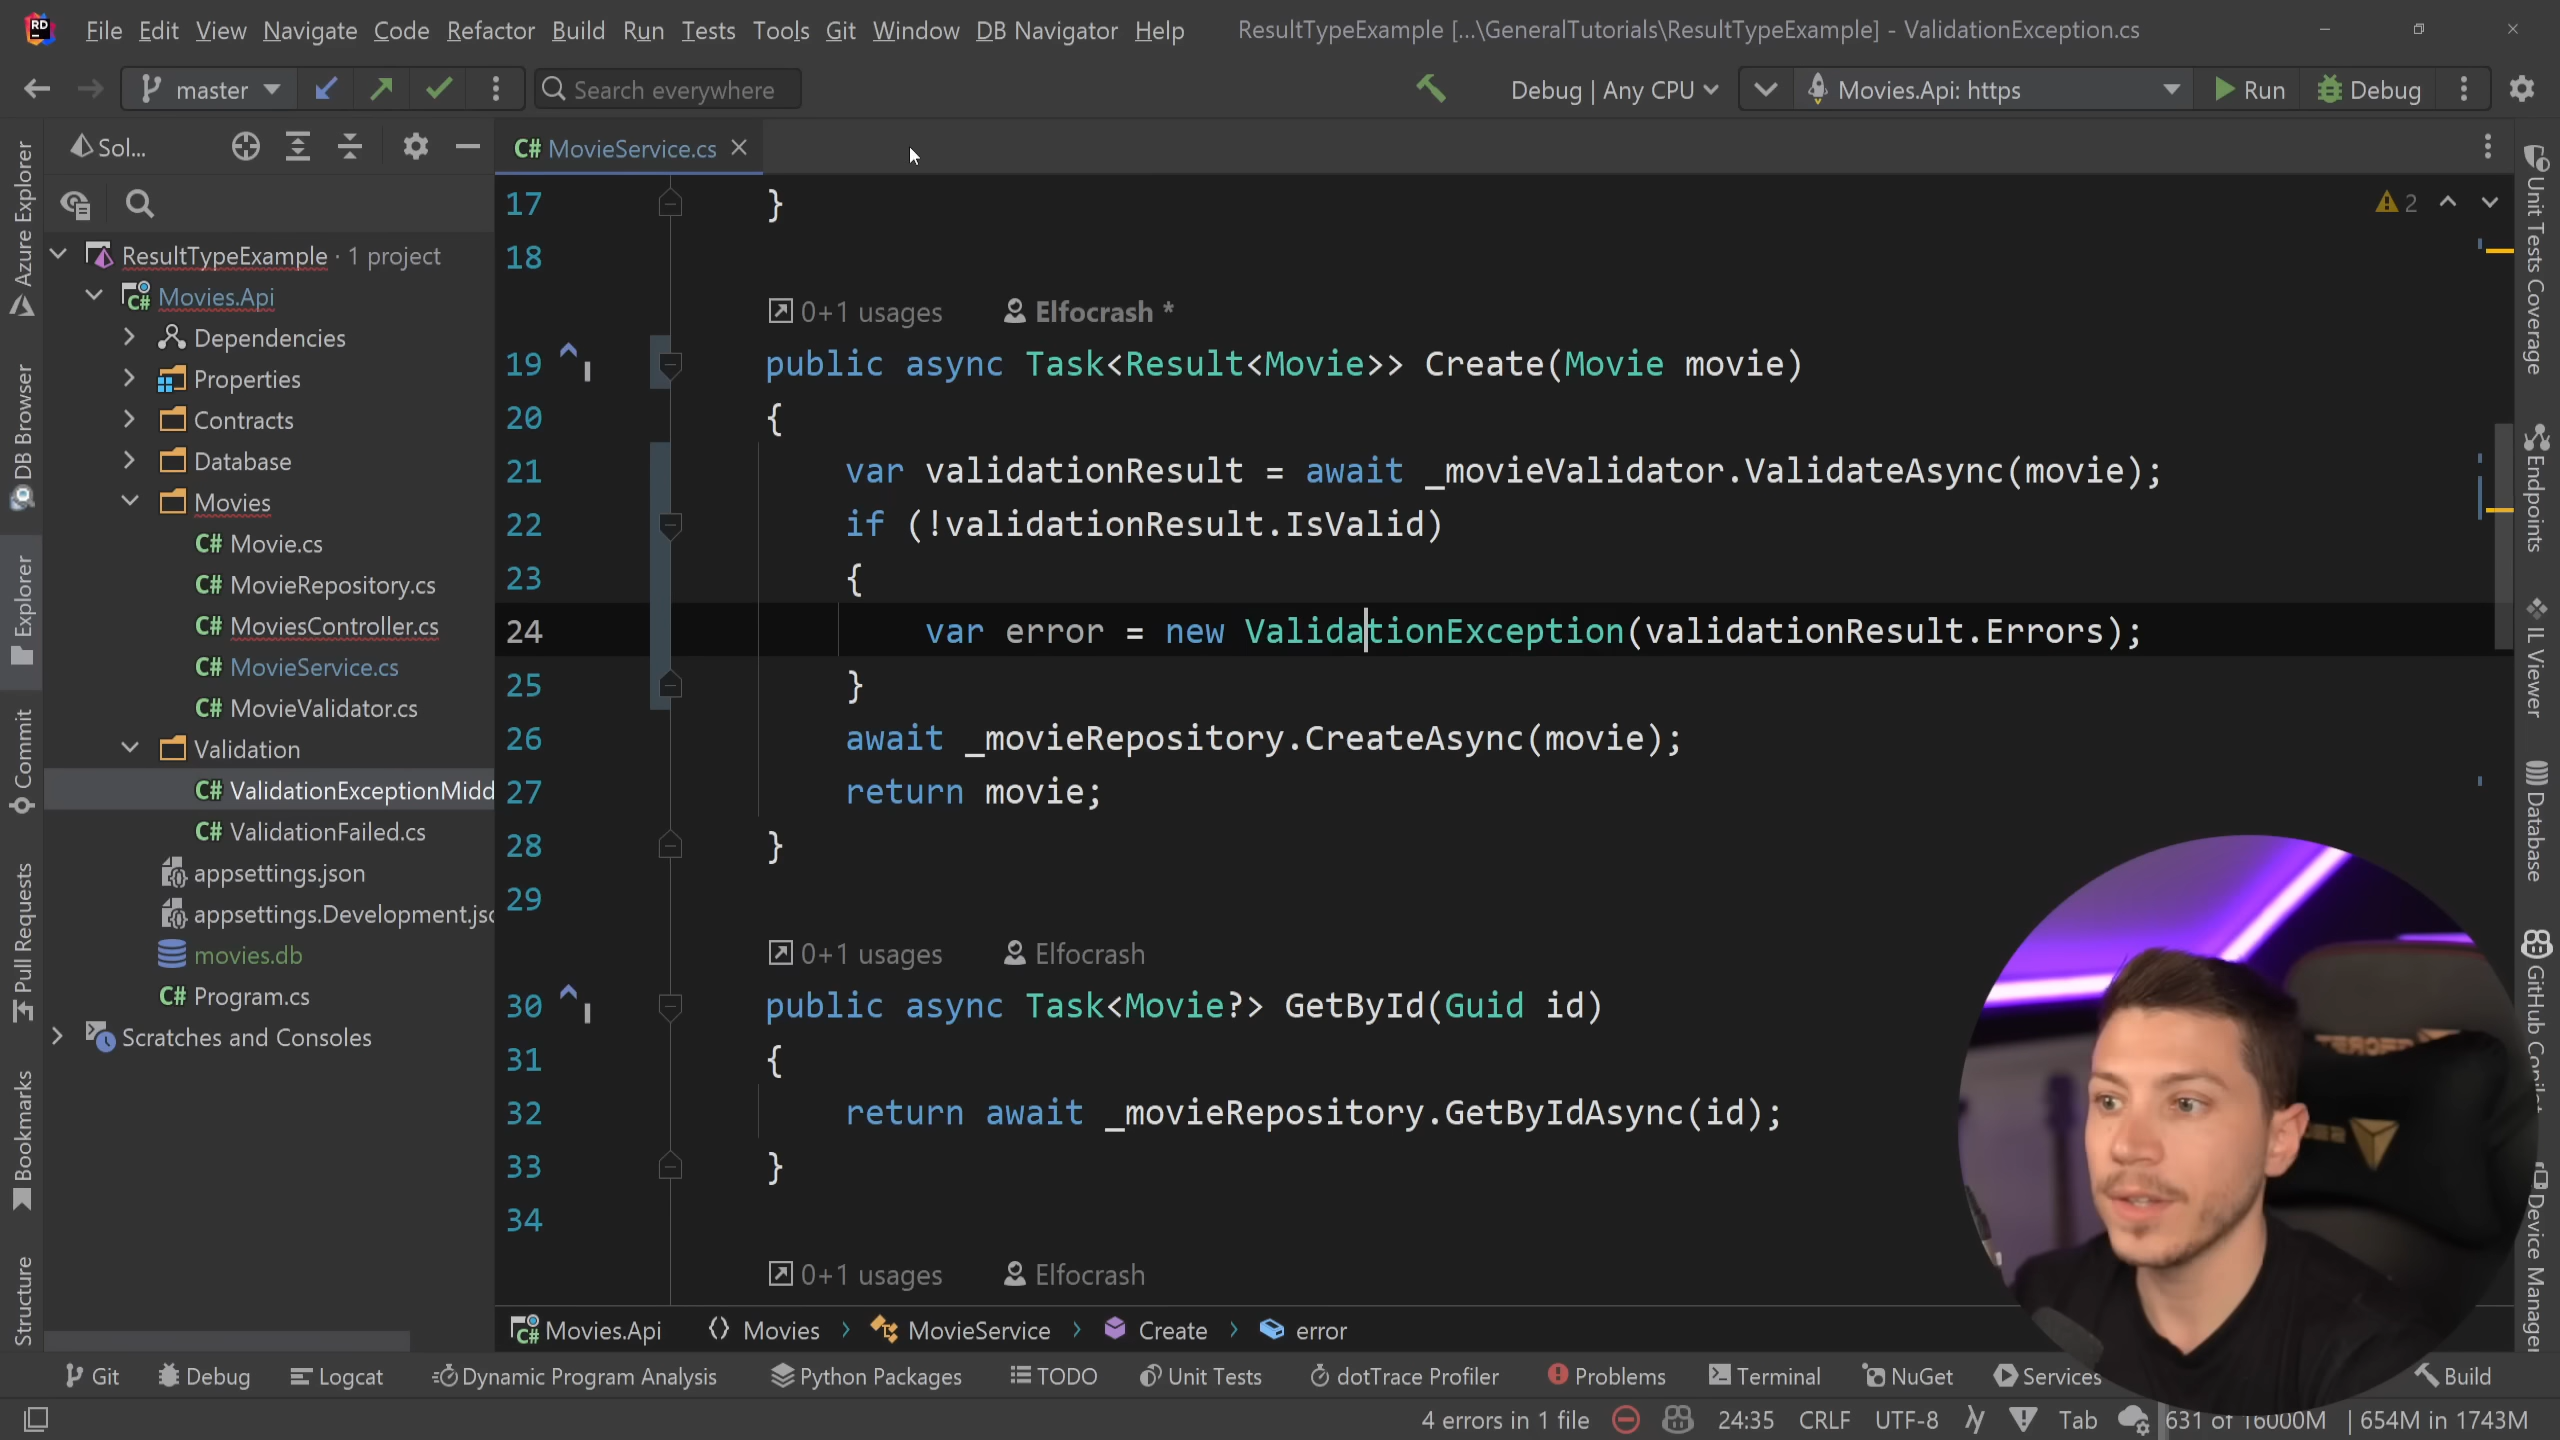 File Edit View Navigate Code Refactor Build Run Tests Tools Git Window DB Navigator Help ResultTypeExample [...\GeneralTutorials\ResultTypeExample] - ValidationException.cs
master Search everywhere Debug | Any CPU Movies.Api: https Run Debug
Sol... C# MovieService.cs
Azure Explorer
DB Browser
Explorer
Commit
Pull Requests
Bookmarks
Structure
ResultTypeExample · 1 project
Movies.Api
Dependencies
Properties
Contracts
Database
Movies
C# Movie.cs
C# MovieRepository.cs
C# MoviesController.cs
C# MovieService.cs
C# MovieValidator.cs
Validation
C# ValidationExceptionMidd
C# ValidationFailed.cs
appsettings.json
appsettings.Development.jso
movies.db
C# Program.cs
Scratches and Consoles
2
17 }
18
0+1 usages Elfocrash *
19 public async Task<Result<Movie>> Create(Movie movie)
20 {
21 var validationResult = await _movieValidator.ValidateAsync(movie);
22 if (!validationResult.IsValid)
23 {
24 var error = new ValidationException(validationResult.Errors);
25 }
26 await _movieRepository.CreateAsync(movie);
27 return movie;
28 }
29
0+1 usages Elfocrash
30 public async Task<Movie?> GetById(Guid id)
31 {
32 return await _movieRepository.GetByIdAsync(id);
33 }
34
0+1 usages Elfocrash
Unit Tests Coverage
Endpoints
IL Viewer
Database
GitHub Copilot
Device Manager
Movies.Api Movies MovieService Create error
Git Debug Logcat Dynamic Program Analysis Python Packages TODO Unit Tests dotTrace Profiler Problems Terminal NuGet Services Build
4 errors in 1 file 24:35 CRLF UTF-8 Tab 631 of 16000M | 654M in 1743M